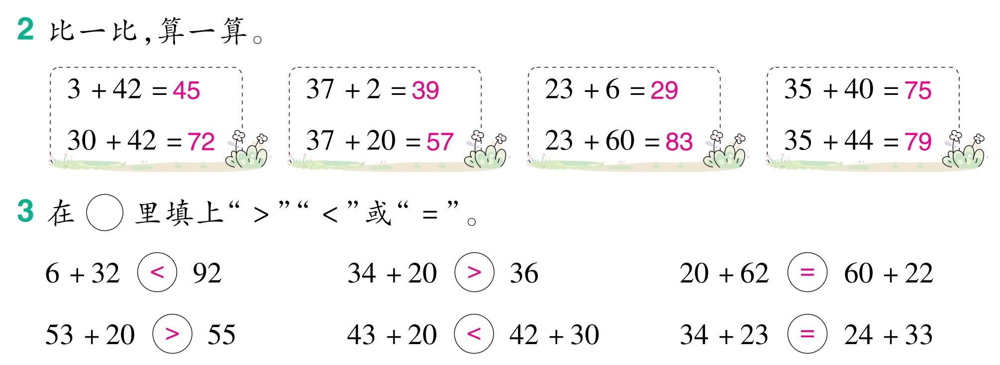 2 比一比,算一算。
3 + 42 = 45 37 + 2 = 39 23 + 6 = 29 35 + 40 = 75
30 + 42 = 72 37 + 20 = 57 23 + 60 = 83 35 + 44 = 79
3 在 ○ 里填上“ > ”“ < ”或“ = ”。
6 + 32 < 92 34 + 20 > 36 20 + 62 = 60 + 22
53 + 20 > 55 43 + 20 < 42 + 30 34 + 23 = 24 + 33